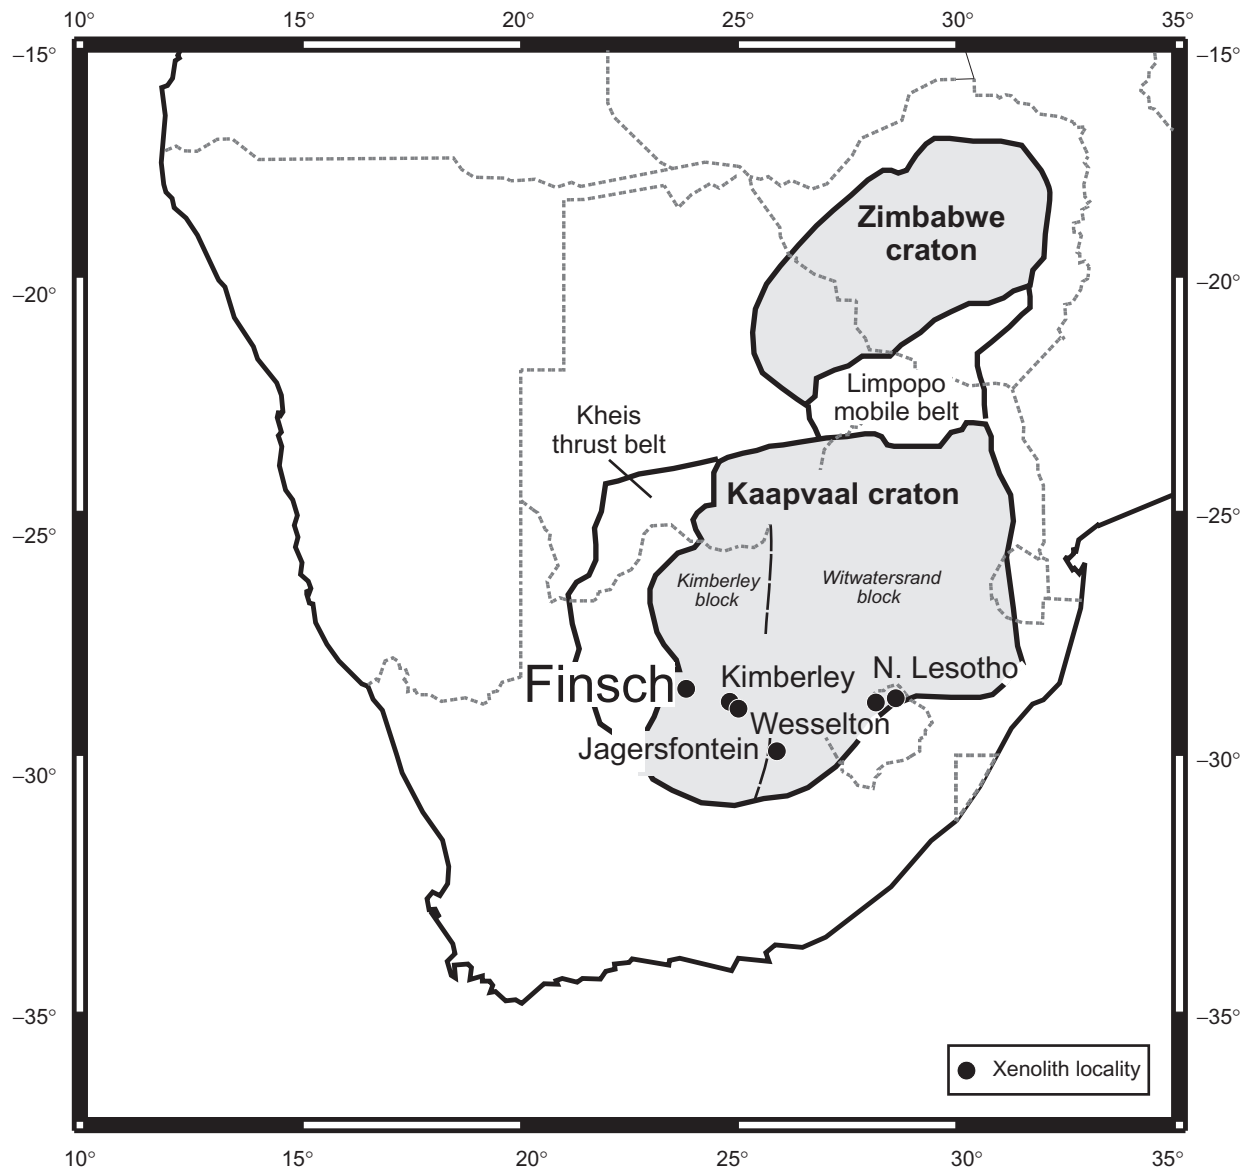 10° 15° 20° 25° 30° 35°
–15° –15°
Zimbabwe
craton
–20° –20°
Limpopo
mobile belt
Kheis
thrust belt
Kaapvaal craton
–25° –25°
Kimberley
block
Witwatersrand
block
N. Lesotho
Finsch
Kimberley
Wesselton
Jagersfontein
–30° –30°
–35° –35°
Xenolith locality
10° 15° 20° 25° 30° 35°